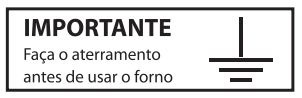 IMPORTANTE
Faça o aterramento
antes de usar o forno